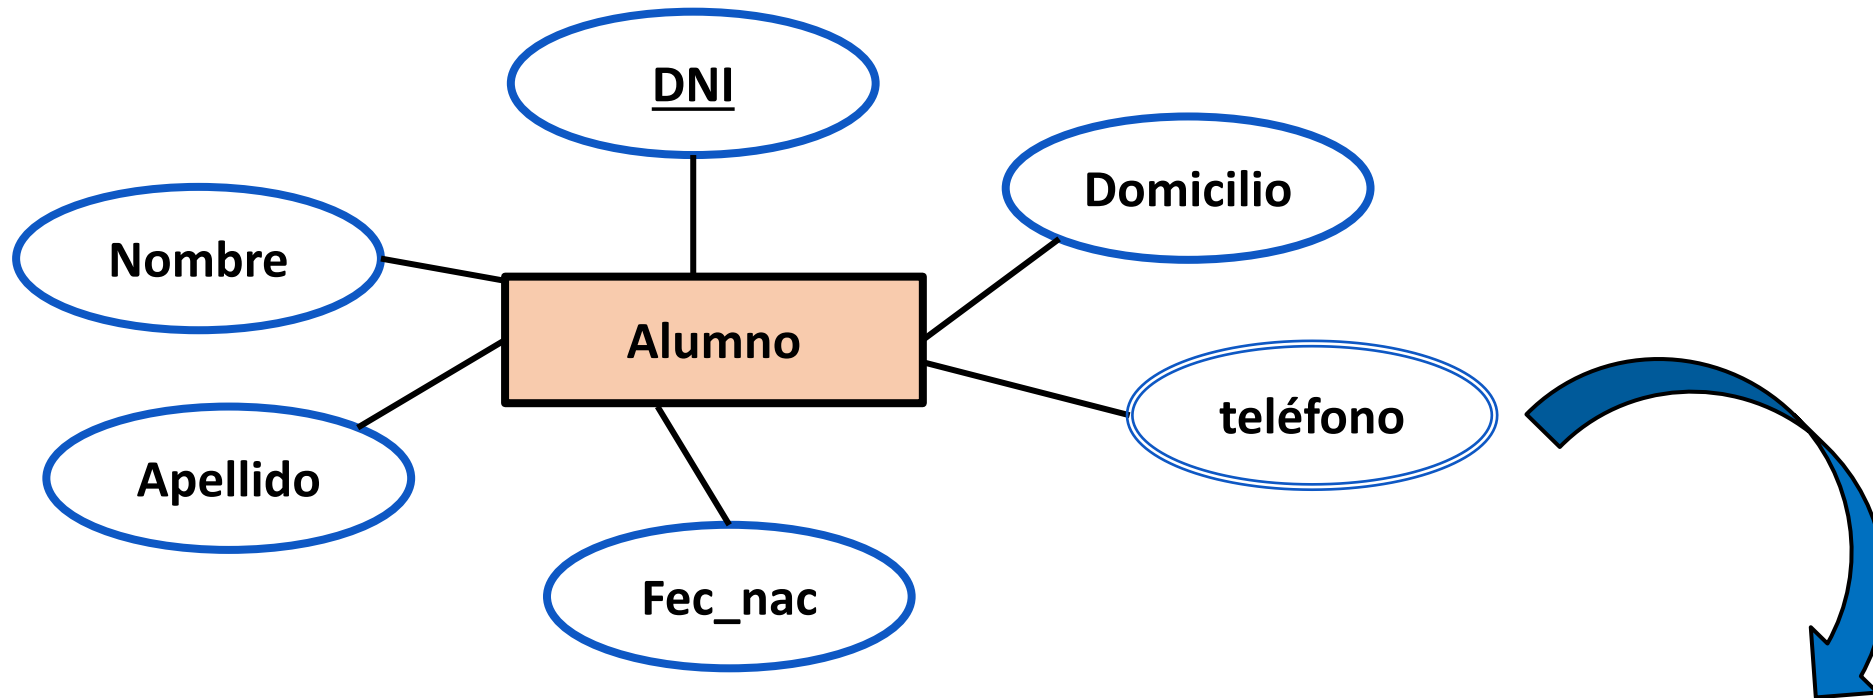 DNI
Domicilio
Nombre
Alumno
teléfono
Apellido
Fec_nac